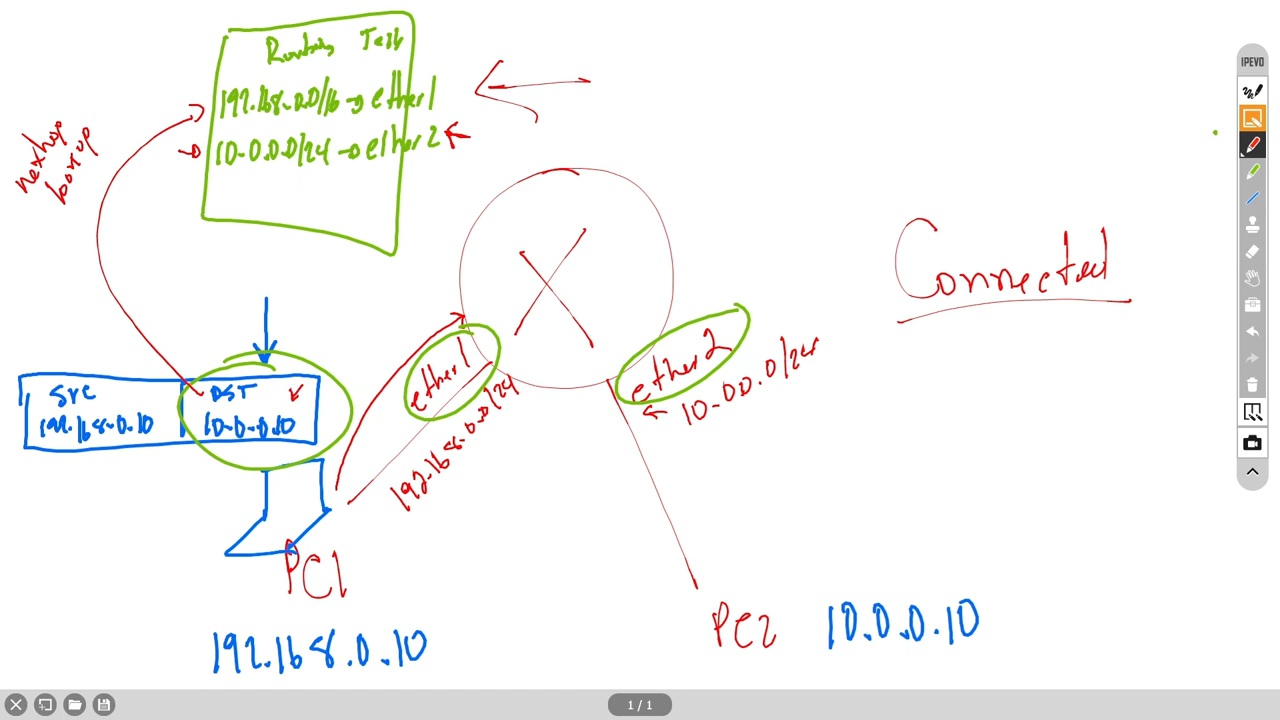 Routing Table
192.168.0.0/16 → ether1
10.0.0.0/24 → ether2
nexthop
lookup
IPEVO
Connected
ether1
192.168.0.0/24
ether2
10.0.0.0/24
SrC
192.168.0.10
DST
10.0.0.10
PC1
192.168.0.10
PC2 10.0.0.10
1 / 1